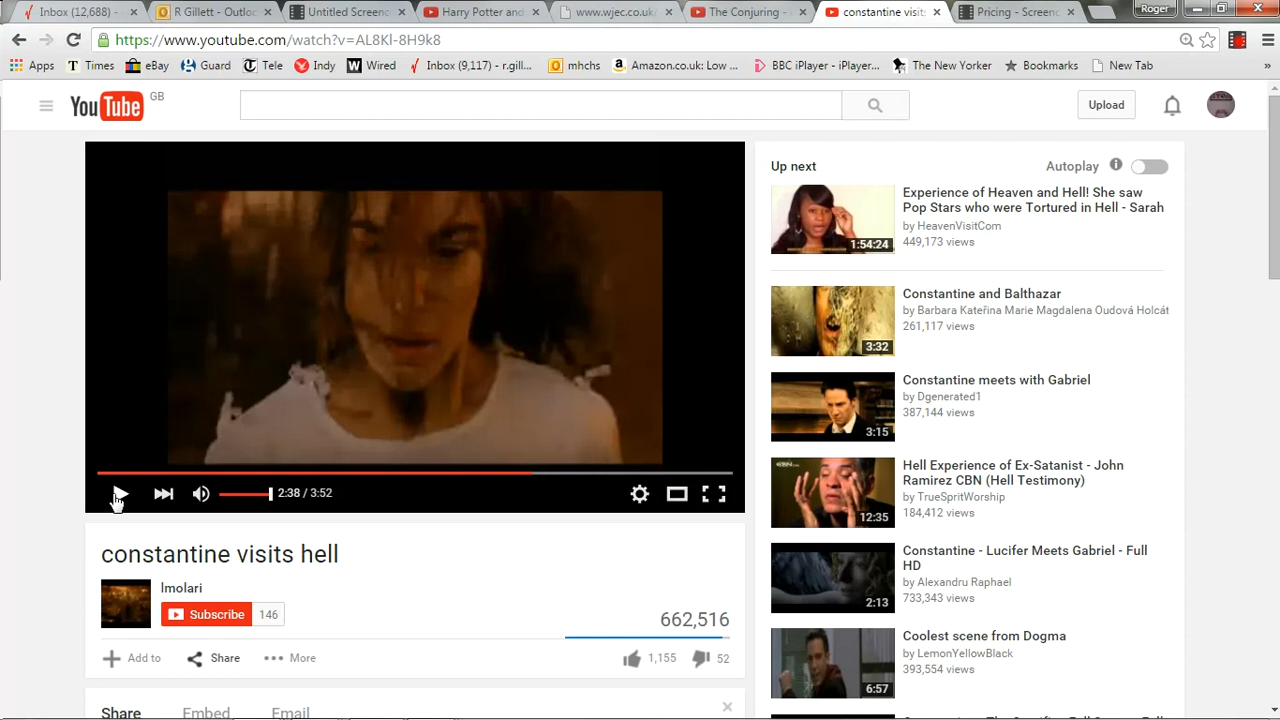 Inbox (12,688) -
R Gillett - Outloo
Untitled Screenc
Harry Potter and
www.wjec.co.uk/
The Conjuring -
constantine visits
Pricing - Screenc
Roger
https://www.youtube.com/watch?v=AL8Kl-8H9k8
Apps
T Times
eBay
Guard
Tele
Indy
W Wired
Inbox (9,117) - r.gill...
mhchs
Amazon.co.uk: Low ...
BBC iPlayer - iPlayer...
The New Yorker
Bookmarks
New Tab
»
YouTube GB
Upload
Up next
Autoplay
Experience of Heaven and Hell! She saw
Pop Stars who were Tortured in Hell - Sarah
by HeavenVisitCom
449,173 views
1:54:24
Constantine and Balthazar
by Barbara Kateřina Marie Magdalena Oudová Holcát
261,117 views
3:32
Constantine meets with Gabriel
by Dgenerated1
387,144 views
3:15
Hell Experience of Ex-Satanist - John
Ramirez CBN (Hell Testimony)
by TrueSpritWorship
184,412 views
12:35
Constantine - Lucifer Meets Gabriel - Full
HD
by Alexandru Raphael
733,343 views
2:13
Coolest scene from Dogma
by LemonYellowBlack
393,554 views
6:57
2:38 / 3:52
constantine visits hell
lmolari
Subscribe 146
662,516
Add to
Share
More
1,155
52
Share
Embed
Email